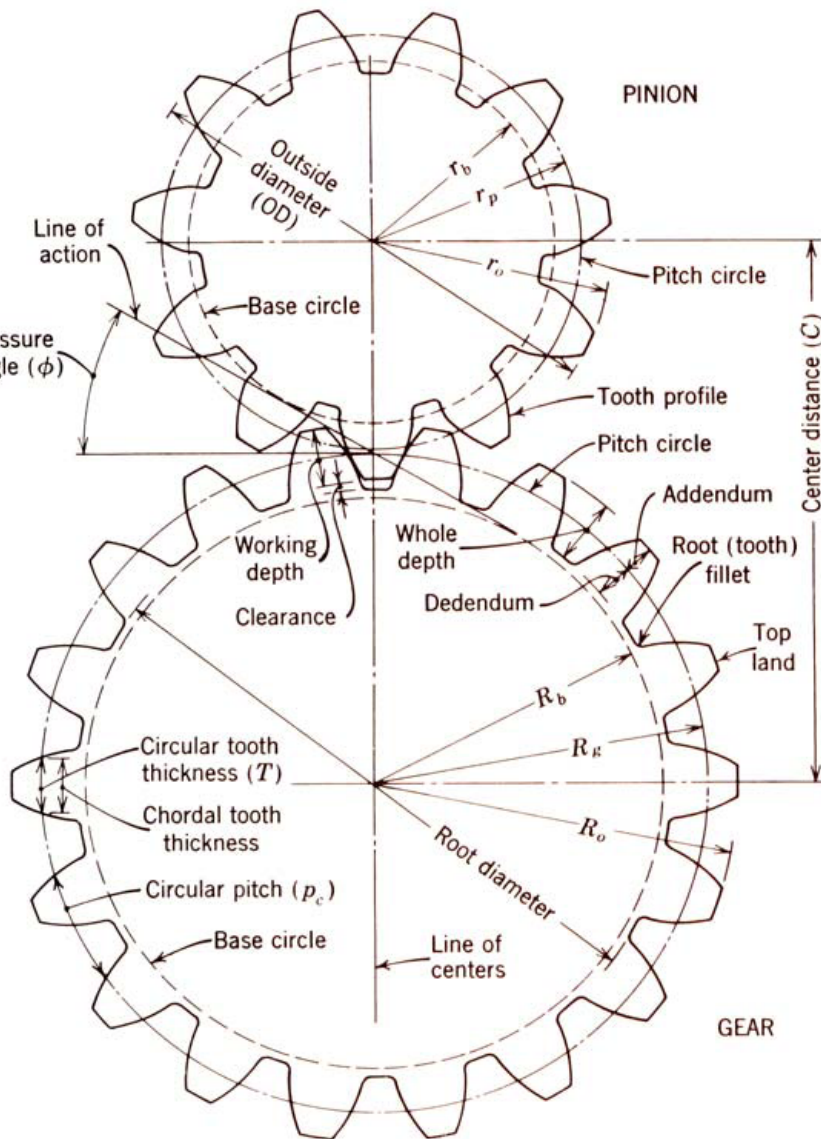 PINION
Outside
diameter
(OD)
r_b
r_p
r_o
Line of
action
Pitch circle
Base circle
ssure
gle (ϕ)
Tooth profile
Pitch circle
Center distance (C)
Addendum
Working
depth
Whole
depth
Root (tooth)
fillet
Clearance
Dedendum
Top
land
R_b
R_g
Circular tooth
thickness (T)
Chordal tooth
thickness
R_o
Root diameter
Circular pitch (p_c)
Base circle
Line of
centers
GEAR